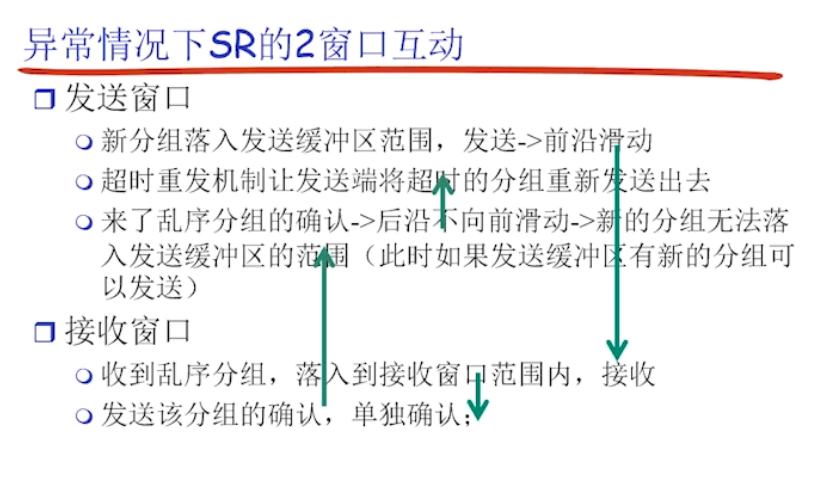 异常情况下SR的2窗口互动
发送窗口
新分组落入发送缓冲区范围，发送->前沿滑动
超时重发机制让发送端将超时的分组重新发送出去
来了乱序分组的确认->后沿不向前滑动->新的分组无法落
入发送缓冲区的范围（此时如果发送缓冲区有新的分组可
以发送）
接收窗口
收到乱序分组，落入到接收窗口范围内，接收
发送该分组的确认，单独确认；